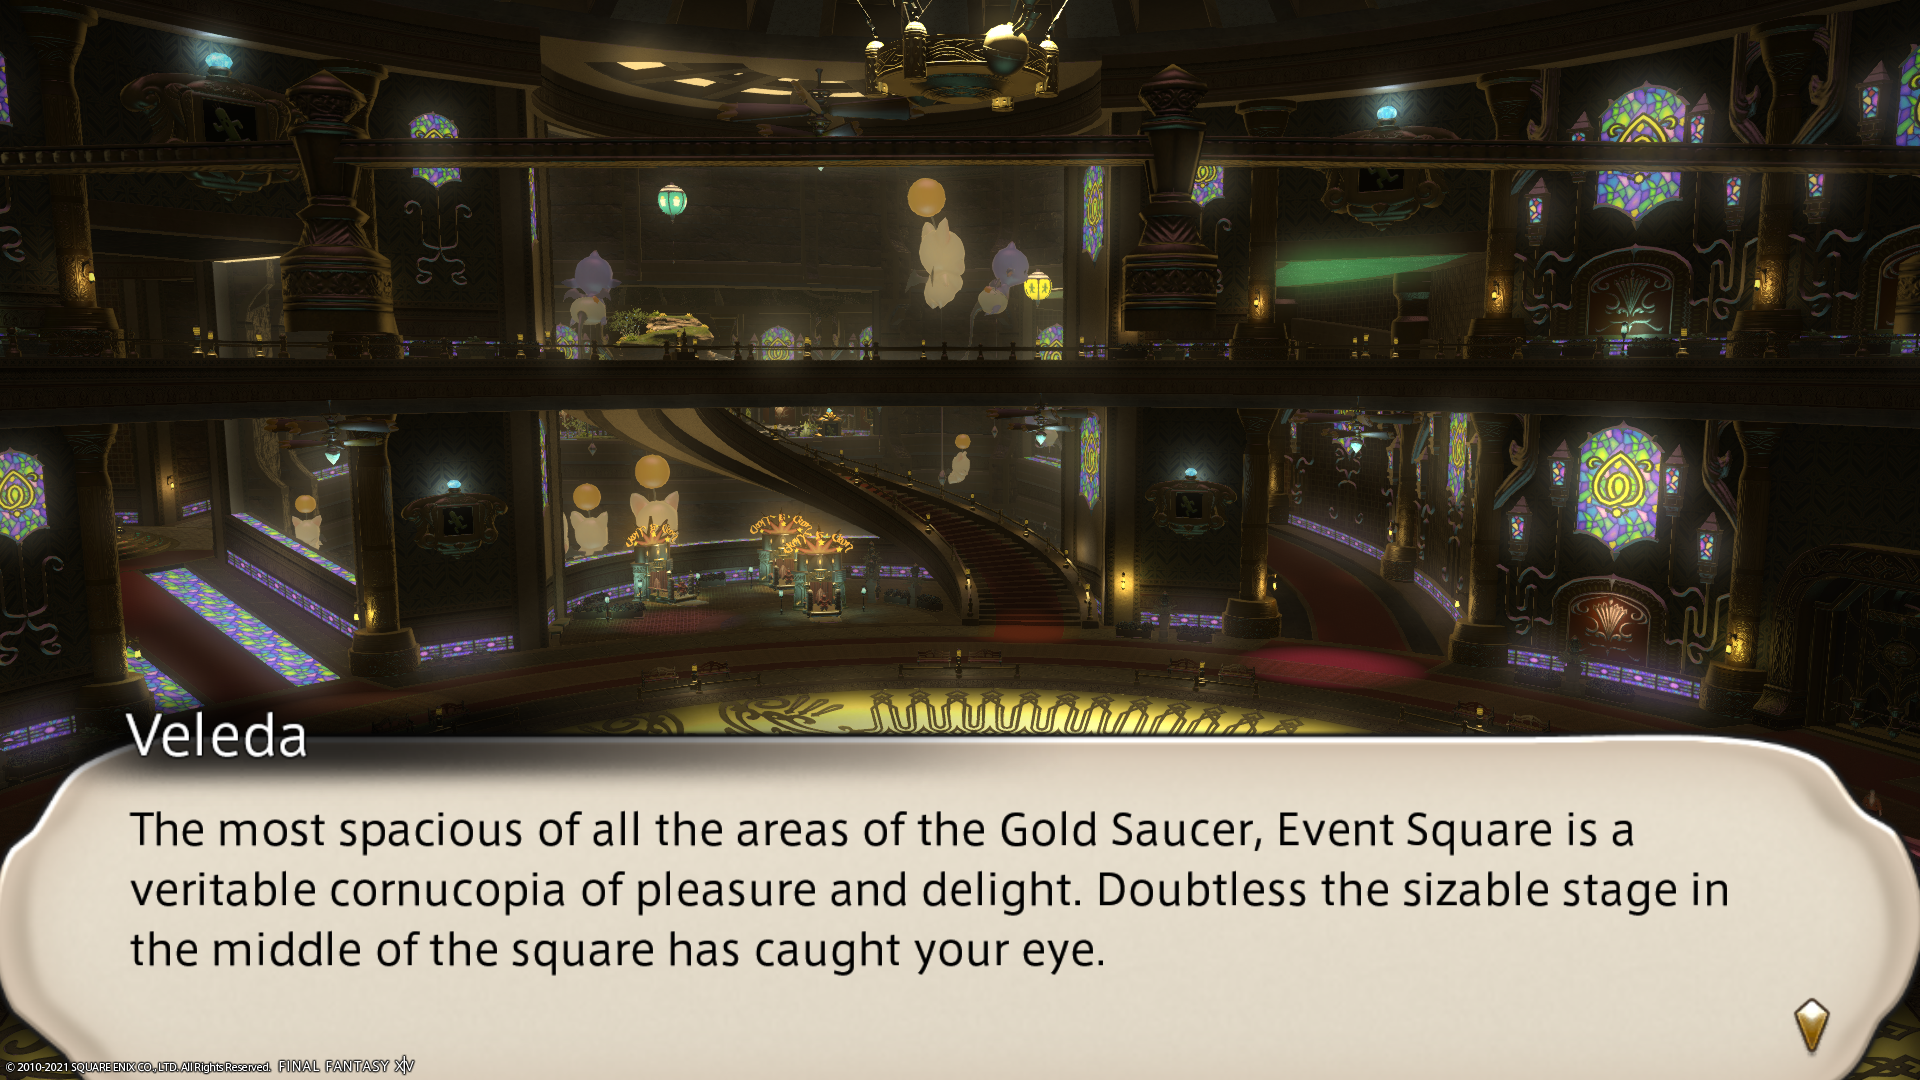 Veleda
The most spacious of all the areas of the Gold Saucer, Event Square is a
veritable cornucopia of pleasure and delight. Doubtless the sizable stage in
the middle of the square has caught your eye.
© 2010-2021 SQUARE ENIX CO., LTD. All Rights Reserved. FINAL FANTASY XIV